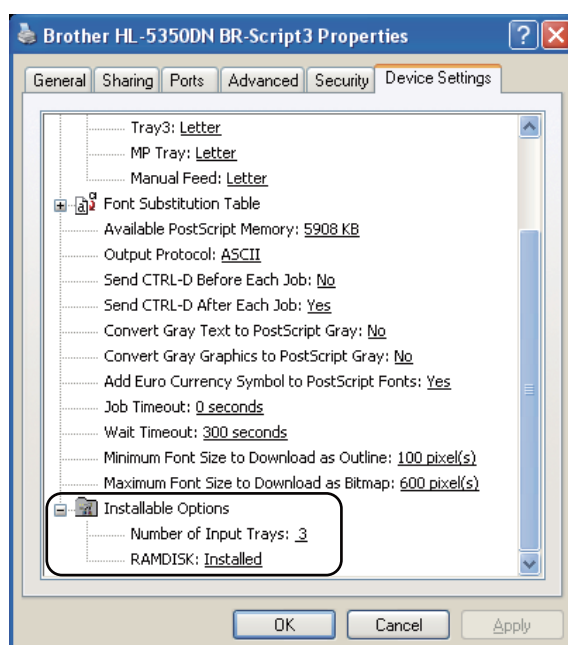 Brother HL-5350DN BR-Script3 Properties
General Sharing Ports Advanced Security Device Settings
Tray3: Letter
MP Tray: Letter
Manual Feed: Letter
Font Substitution Table
Available PostScript Memory: 5908 KB
Output Protocol: ASCII
Send CTRL-D Before Each Job: No
Send CTRL-D After Each Job: Yes
Convert Gray Text to PostScript Gray: No
Convert Gray Graphics to PostScript Gray: No
Add Euro Currency Symbol to PostScript Fonts: Yes
Job Timeout: 0 seconds
Wait Timeout: 300 seconds
Minimum Font Size to Download as Outline: 100 pixel(s)
Maximum Font Size to Download as Bitmap: 600 pixel(s)
Installable Options
Number of Input Trays: 3
RAMDISK: Installed
OK Cancel Apply